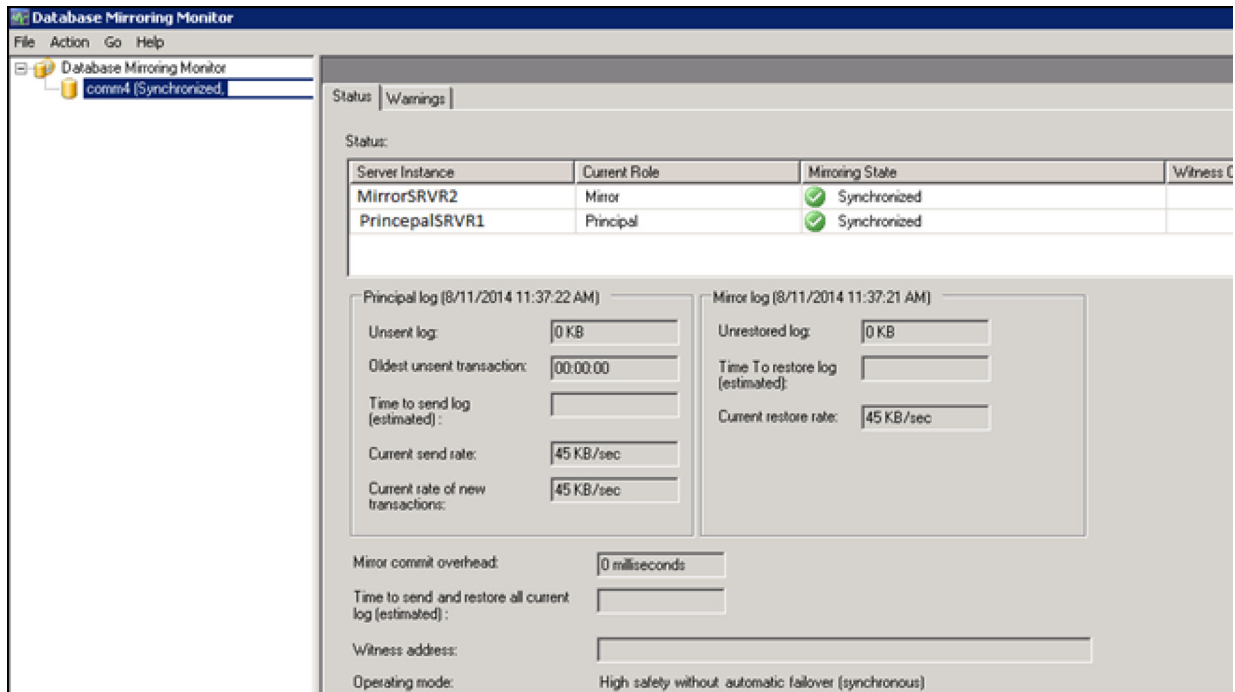 Database Mirroring Monitor
File Action Go Help
Database Mirroring Monitor
comm4 (Synchronized,
Status Warnings
Status:
Server Instance Current Role Mirroring State Witness C
MirrorSRVR2 Mirror Synchronized
PrincepalSRVR1 Principal Synchronized
Principal log (8/11/2014 11:37:22 AM) Mirror log (8/11/2014 11:37:21 AM)
Unsent log: 0 KB Unrestored log: 0 KB
Oldest unsent transaction: 00:00:00 Time To restore log
(estimated):
Time to send log
(estimated) :
Current restore rate: 45 KB/sec
Current send rate: 45 KB/sec
Current rate of new
transactions: 45 KB/sec
Mirror commit overhead: 0 milliseconds
Time to send and restore all current
log (estimated) :
Witness address:
Operating mode: High safety without automatic failover (synchronous)